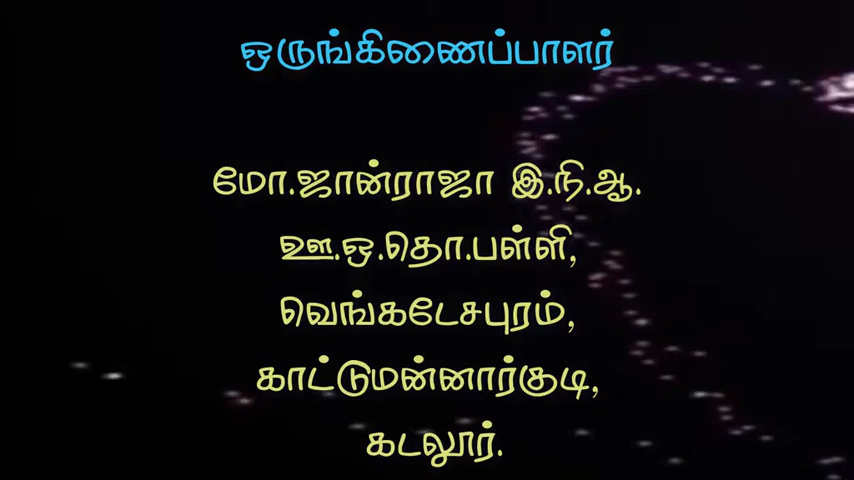 ஒருங்கிணைப்பாளர்
மோ.ஜான்ராஜா இ.நி.ஆ.
ஊ.ஒ.தொ.பள்ளி,
வெங்கடேசபுரம்,
காட்டுமன்னார்குடி,
கடலூர்.